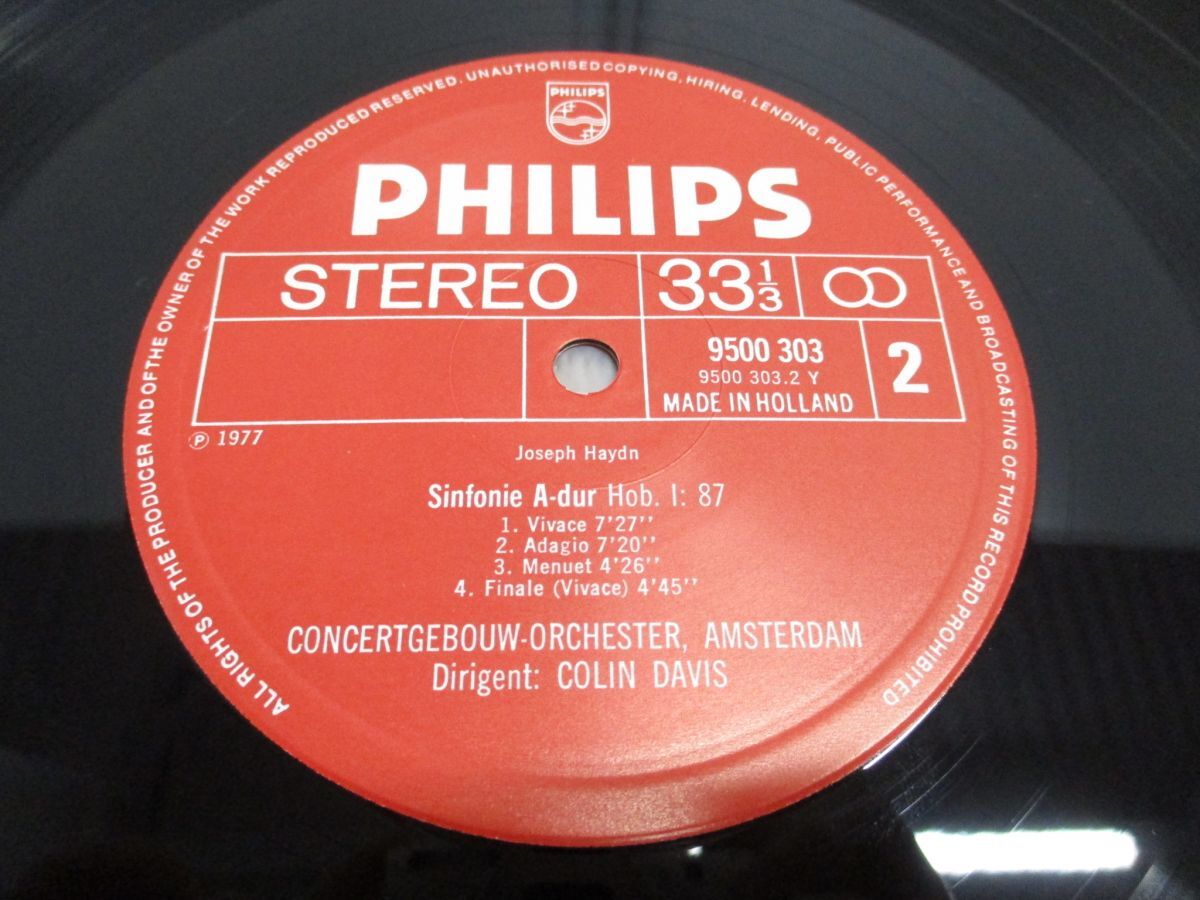 ALL RIGHTS OF THE PRODUCER AND OF THE OWNER OF THE WORK REPRODUCED RESERVED. UNAUTHORISED COPYING, HIRING, LENDING, PUBLIC PERFORMANCE AND BROADCASTING OF THIS RECORD PROHIBITED
PHILIPS
PHILIPS
STEREO 33 1/3
9500 303
9500 303.2 Y
MADE IN HOLLAND
2
℗ 1977
Joseph Haydn
Sinfonie A-dur Hob. I: 87
1. Vivace 7'27''
2. Adagio 7'20''
3. Menuet 4'26''
4. Finale (Vivace) 4'45''
CONCERTGEBOUW-ORCHESTER, AMSTERDAM
Dirigent: COLIN DAVIS